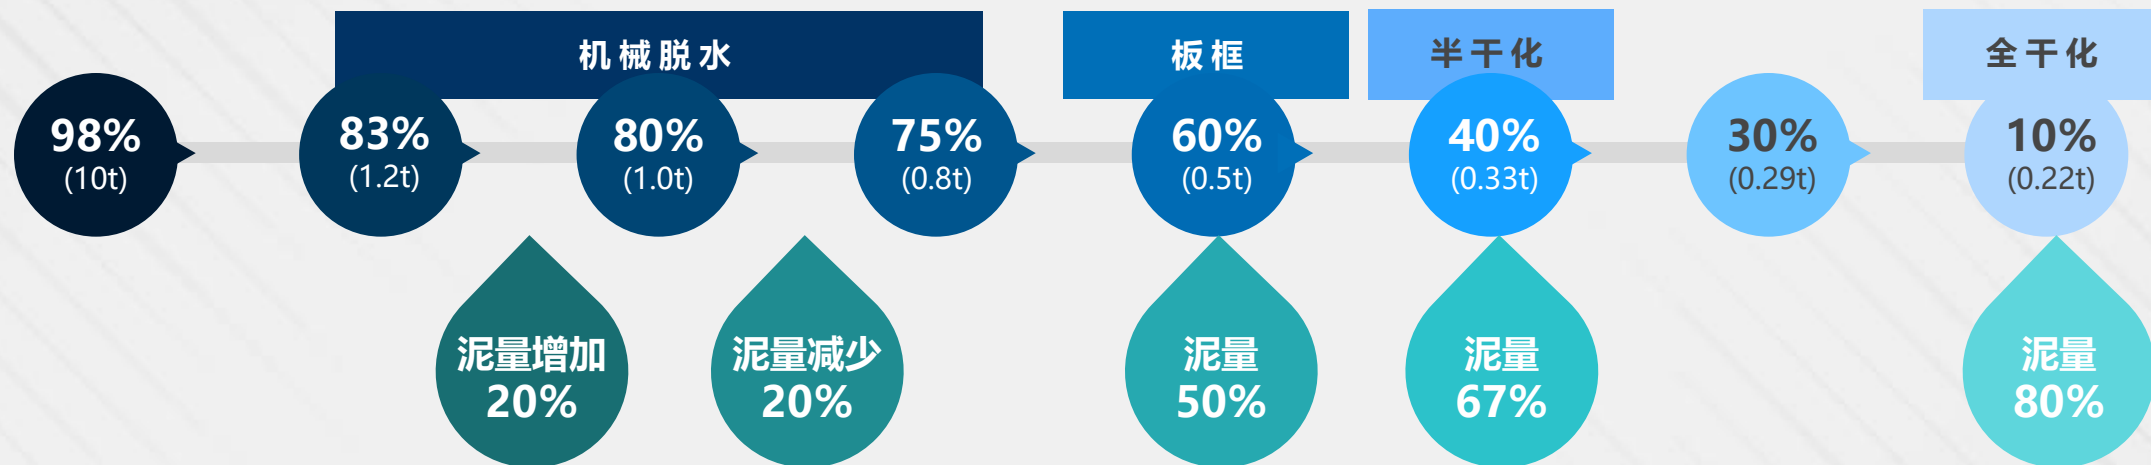 机械脱水
板框
半干化
全干化
98%
(10t)
83%
(1.2t)
80%
(1.0t)
75%
(0.8t)
60%
(0.5t)
40%
(0.33t)
30%
(0.29t)
10%
(0.22t)
泥量增加
20%
泥量减少
20%
泥量
50%
泥量
67%
泥量
80%